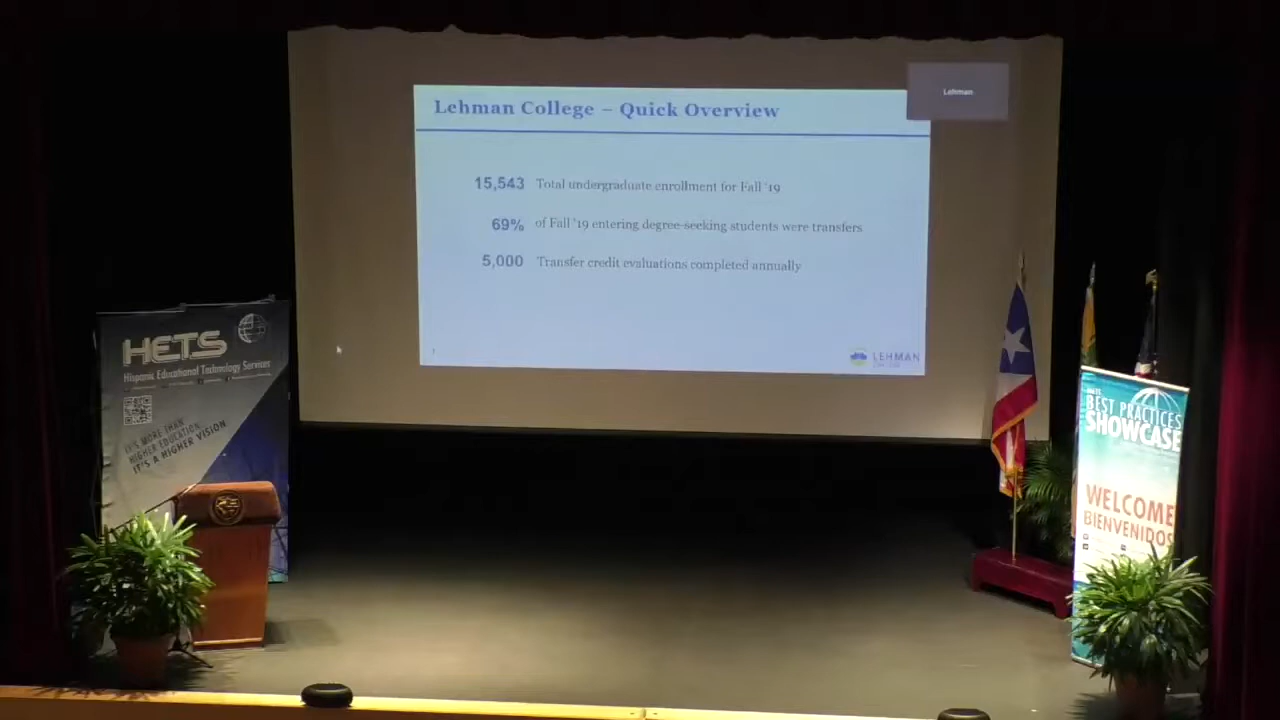 Lehman College – Quick Overview
Lehman
15,543 Total undergraduate enrollment for Fall '19
69% of Fall '19 entering degree-seeking students were transfers
5,000 Transfer credit evaluations completed annually
LEHMAN
HETS
Hispanic Educational Technology Services
IT'S MORE THAN
HIGHER EDUCATION,
IT'S A HIGHER VISION
BEST PRACTICES
SHOWCASE
WELCOME
BIENVENIDOS